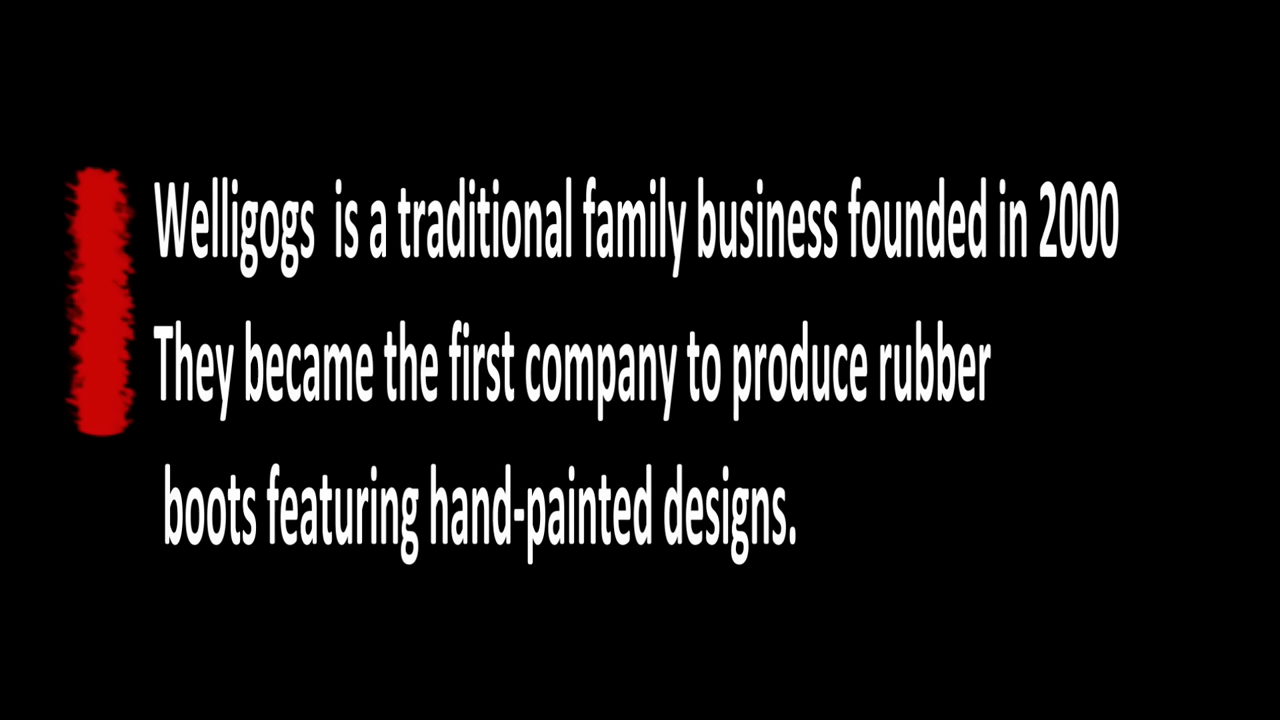 Welligogs is a traditional family business founded in 2000
They became the first company to produce rubber
boots featuring hand-painted designs.